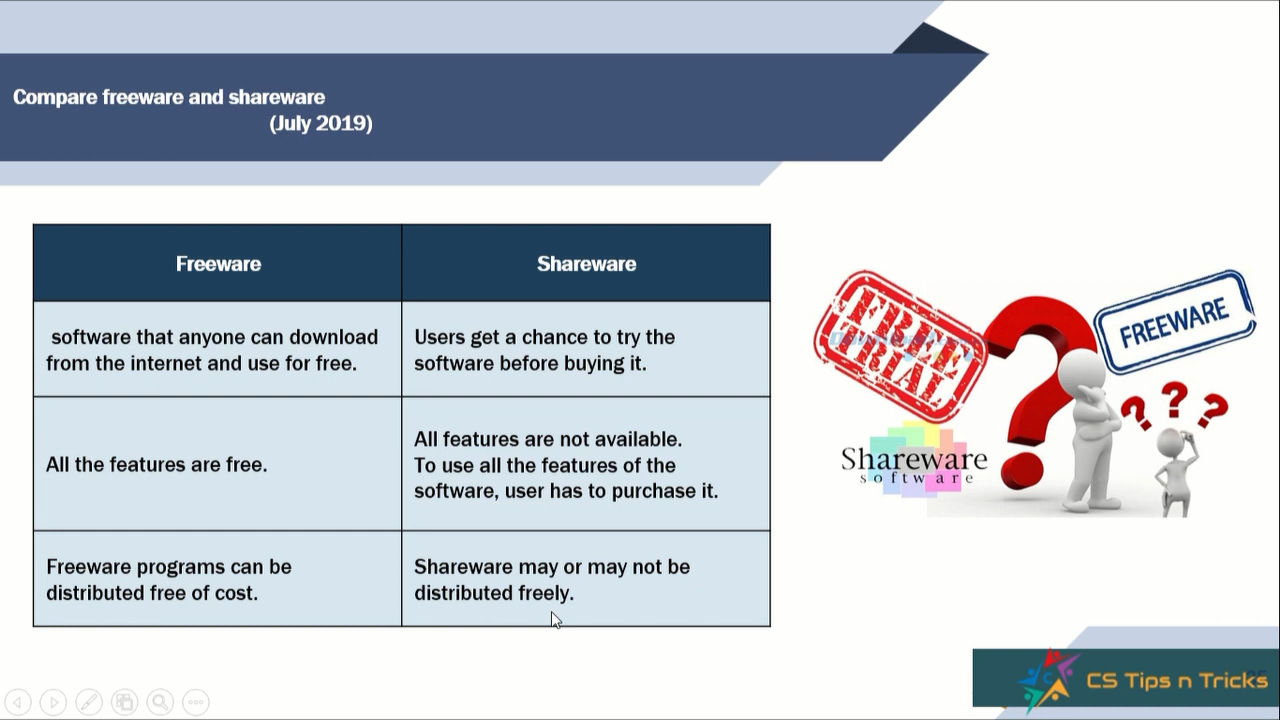 Compare freeware and shareware
(July 2019)
Freeware
Shareware
software that anyone can download
from the internet and use for free.
Users get a chance to try the
software before buying it.
All the features are free.
All features are not available.
To use all the features of the
software, user has to purchase it.
Freeware programs can be
distributed free of cost.
Shareware may or may not be
distributed freely.
FREE
TRIAL
FREEWARE
Shareware
software
CS Tips n Tricks